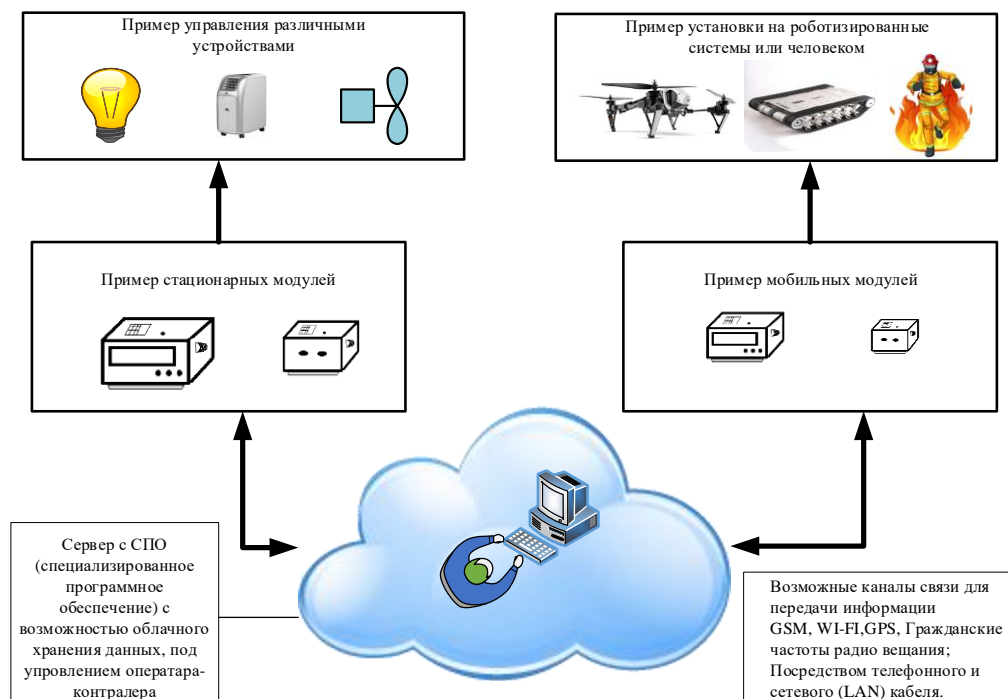 Пример управления различными
устройствами
Пример установки на роботизированные
системы или человеком
Пример стационарных модулей
Пример мобильных модулей
Сервер с СПО
(специализированное
программное
обеспечение) с
возможностью облачного
хранения данных, под
управлением оператара-
контралера
Возможные каналы связи для
передачи информации
GSM, WI-FI,GPS, Гражданские
частоты радио вещания;
Посредством телефонного и
сетевого (LAN) кабеля.